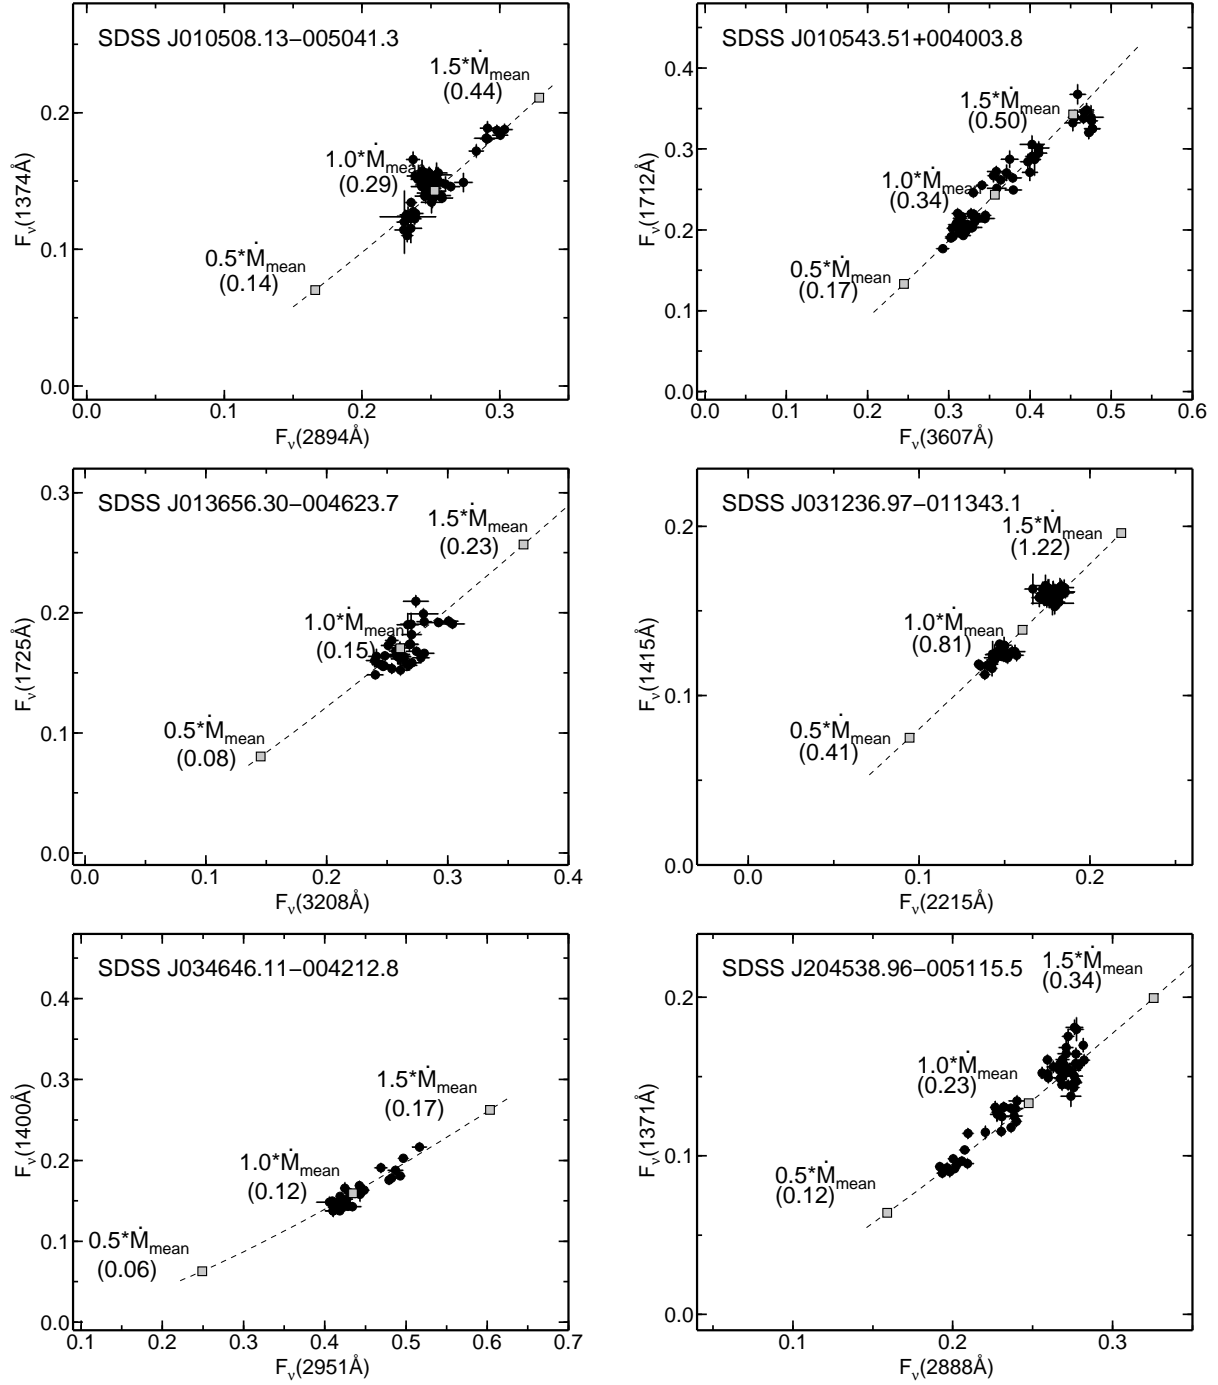 SDSS J010508.13−005041.3
1.5*Ṁmean
(0.44)
1.0*Ṁmean
(0.29)
0.5*Ṁmean
(0.14)
0.2
0.1
0.0
Fν(1374Å)
0.0 0.1 0.2 0.3
Fν(2894Å)
SDSS J010543.51+004003.8
1.5*Ṁmean
(0.50)
1.0*Ṁmean
(0.34)
0.5*Ṁmean
(0.17)
0.4
0.3
0.2
0.1
0.0
Fν(1712Å)
0.0 0.1 0.2 0.3 0.4 0.5 0.6
Fν(3607Å)
SDSS J013656.30−004623.7
1.5*Ṁmean
(0.23)
1.0*Ṁmean
(0.15)
0.5*Ṁmean
(0.08)
0.3
0.2
0.1
0.0
Fν(1725Å)
0.0 0.1 0.2 0.3 0.4
Fν(3208Å)
SDSS J031236.97−011343.1
1.5*Ṁmean
(1.22)
1.0*Ṁmean
(0.81)
0.5*Ṁmean
(0.41)
0.2
0.1
0.0
Fν(1415Å)
0.0 0.1 0.2
Fν(2215Å)
SDSS J034646.11−004212.8
1.5*Ṁmean
(0.17)
1.0*Ṁmean
(0.12)
0.5*Ṁmean
(0.06)
0.4
0.3
0.2
0.1
0.0
Fν(1400Å)
0.1 0.2 0.3 0.4 0.5 0.6 0.7
Fν(2951Å)
SDSS J204538.96−005115.5
1.5*Ṁmean
(0.34)
1.0*Ṁmean
(0.23)
0.5*Ṁmean
(0.12)
0.2
0.1
0.0
Fν(1371Å)
0.1 0.2 0.3
Fν(2888Å)